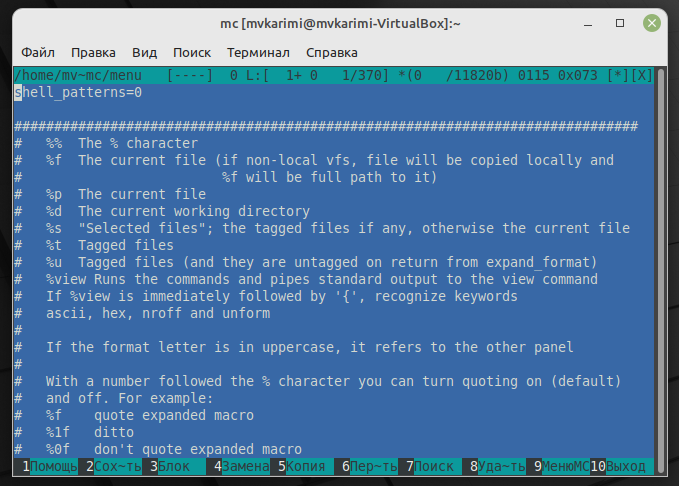 mc [mvkarimi@mvkarimi-VirtualBox]:~
Файл Правка Вид Поиск Терминал Справка
/home/mv~mc/menu [----] 0 L:[ 1+ 0 1/370] *(0 /11820b) 0115 0x073 [*][X]
shell_patterns=0
##############################################################################
# %% The % character
# %f The current file (if non-local vfs, file will be copied locally and
# %f will be full path to it)
# %p The current file
# %d The current working directory
# %s "Selected files"; the tagged files if any, otherwise the current file
# %t Tagged files
# %u Tagged files (and they are untagged on return from expand_format)
# %view Runs the commands and pipes standard output to the view command
# If %view is immediately followed by '{', recognize keywords
# ascii, hex, nroff and unform
#
# If the format letter is in uppercase, it refers to the other panel
#
# With a number followed the % character you can turn quoting on (default)
# and off. For example:
# %f quote expanded macro
# %1f ditto
# %0f don't quote expanded macro
1Помощь 2Сох~ть 3Блок 4Замена 5Копия 6Пер~ть 7Поиск 8Уда~ть 9МенюMC 10Выход